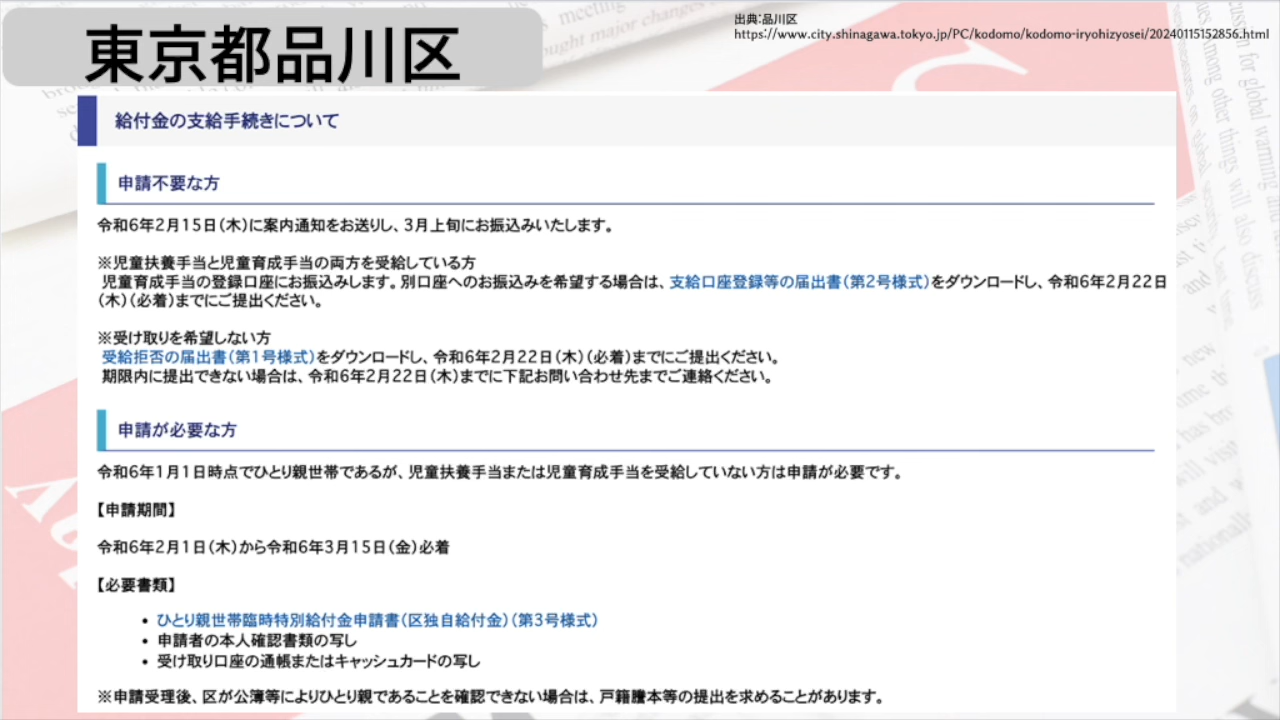 東京都品川区
出典:品川区
https://www.city.shinagawa.tokyo.jp/PC/kodomo/kodomo-iryohizyosei/20240115152856.html
給付金の支給手続きについて
申請不要な方
令和6年2月15日(木)に案内通知をお送りし、3月上旬にお振込みいたします。
※児童扶養手当と児童育成手当の両方を受給している方
児童育成手当の登録口座にお振込みします。別口座へのお振込みを希望する場合は、支給口座登録等の届出書(第2号様式)をダウンロードし、令和6年2月22日
(木)(必着)までにご提出ください。
※受け取りを希望しない方
受給拒否の届出書(第1号様式)をダウンロードし、令和6年2月22日(木)(必着)までにご提出ください。
期限内に提出できない場合は、令和6年2月22日(木)までに下記お問い合わせ先までご連絡ください。
申請が必要な方
令和6年1月1日時点でひとり親世帯であるが、児童扶養手当または児童育成手当を受給していない方は申請が必要です。
【申請期間】
令和6年2月1日(木)から令和6年3月15日(金)必着
【必要書類】
• ひとり親世帯臨時特別給付金申請書(区独自給付金)(第3号様式)
• 申請者の本人確認書類の写し
• 受け取り口座の通帳またはキャッシュカードの写し
※申請受理後、区が公簿等によりひとり親であることを確認できない場合は、戸籍謄本等の提出を求めることがあります。